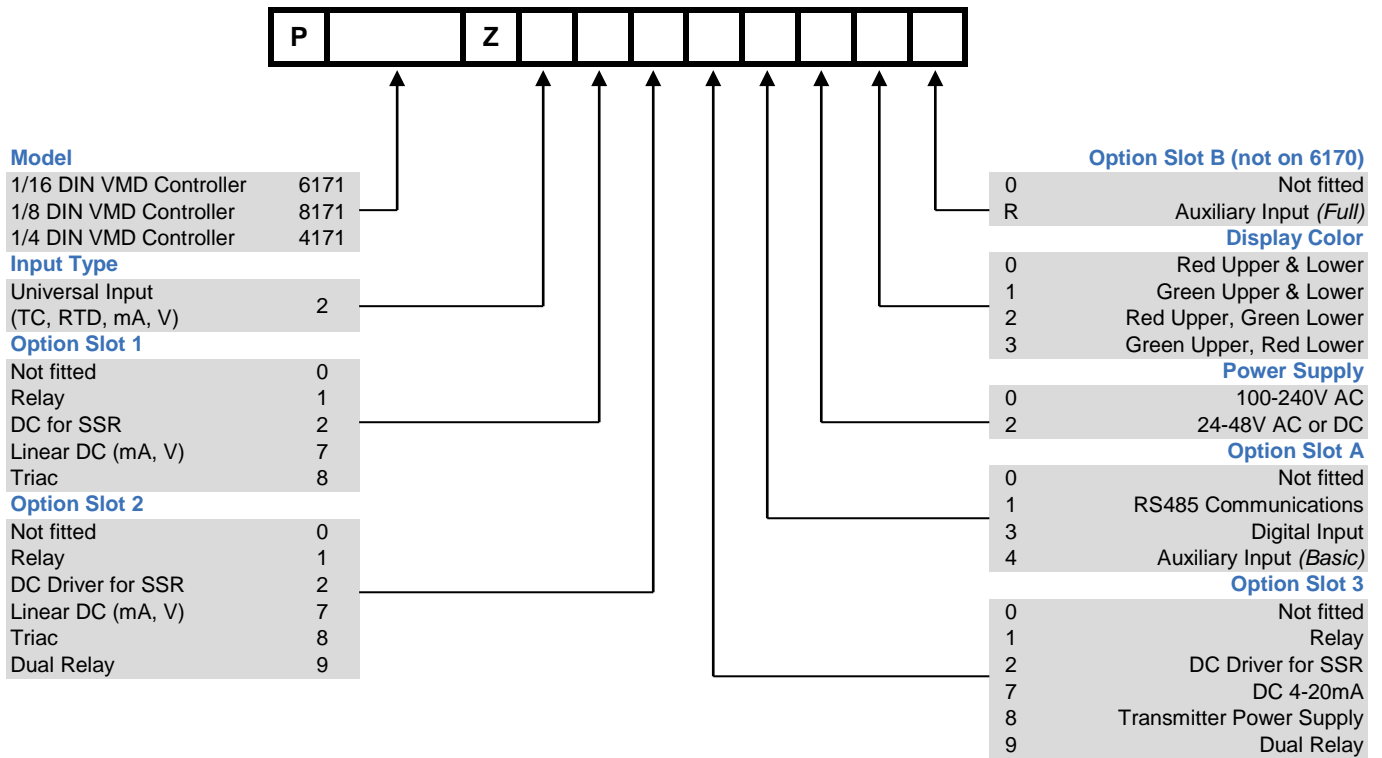 P Z
Model
1/16 DIN VMD Controller 6171
1/8 DIN VMD Controller 8171
1/4 DIN VMD Controller 4171
Input Type
Universal Input
(TC, RTD, mA, V) 2
Option Slot 1
Not fitted 0
Relay 1
DC for SSR 2
Linear DC (mA, V) 7
Triac 8
Option Slot 2
Not fitted 0
Relay 1
DC Driver for SSR 2
Linear DC (mA, V) 7
Triac 8
Dual Relay 9
Option Slot B (not on 6170)
0 Not fitted
R Auxiliary Input (Full)
Display Color
0 Red Upper & Lower
1 Green Upper & Lower
2 Red Upper, Green Lower
3 Green Upper, Red Lower
Power Supply
0 100-240V AC
2 24-48V AC or DC
Option Slot A
0 Not fitted
1 RS485 Communications
3 Digital Input
4 Auxiliary Input (Basic)
Option Slot 3
0 Not fitted
1 Relay
2 DC Driver for SSR
7 DC 4-20mA
8 Transmitter Power Supply
9 Dual Relay